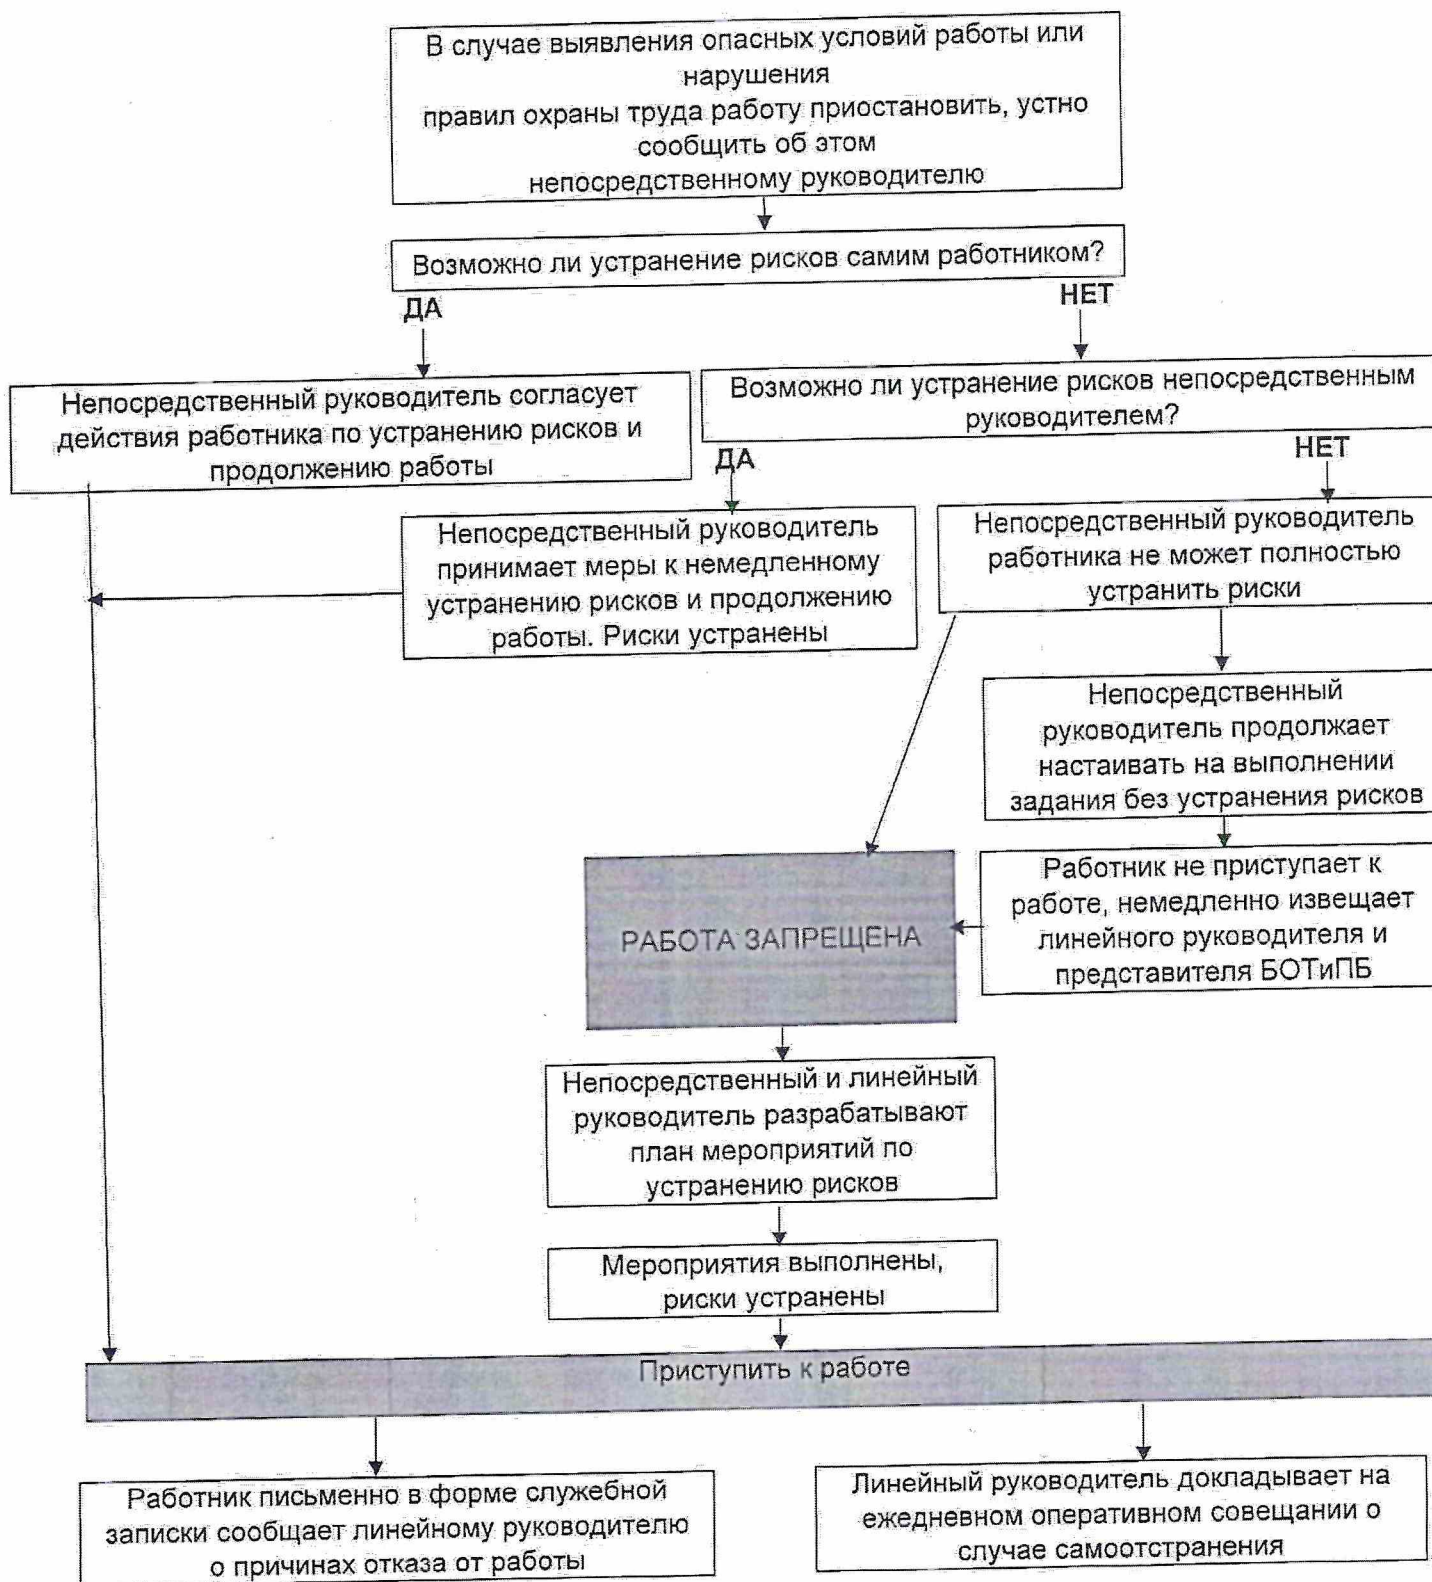 В случае выявления опасных условий работы или
нарушения
правил охраны труда работу приостановить, устно
сообщить об этом
непосредственному руководителю
Возможно ли устранение рисков самим работником?
ДА
НЕТ
Непосредственный руководитель согласует
действия работника по устранению рисков и
продолжению работы
Возможно ли устранение рисков непосредственным
руководителем?
ДА
НЕТ
Непосредственный руководитель
принимает меры к немедленному
устранению рисков и продолжению
работы. Риски устранены
Непосредственный руководитель
работника не может полностью
устранить риски
Непосредственный
руководитель продолжает
настаивать на выполнении
задания без устранения рисков
РАБОТА ЗАПРЕЩЕНА
Работник не приступает к
работе, немедленно извещает
линейного руководителя и
представителя БОТиПБ
Непосредственный и линейный
руководитель разрабатывают
план мероприятий по
устранению рисков
Мероприятия выполнены,
риски устранены
Приступить к работе
Работник письменно в форме служебной
записки сообщает линейному руководителю
о причинах отказа от работы
Линейный руководитель докладывает на
ежедневном оперативном совещании о
случае самоотстранения